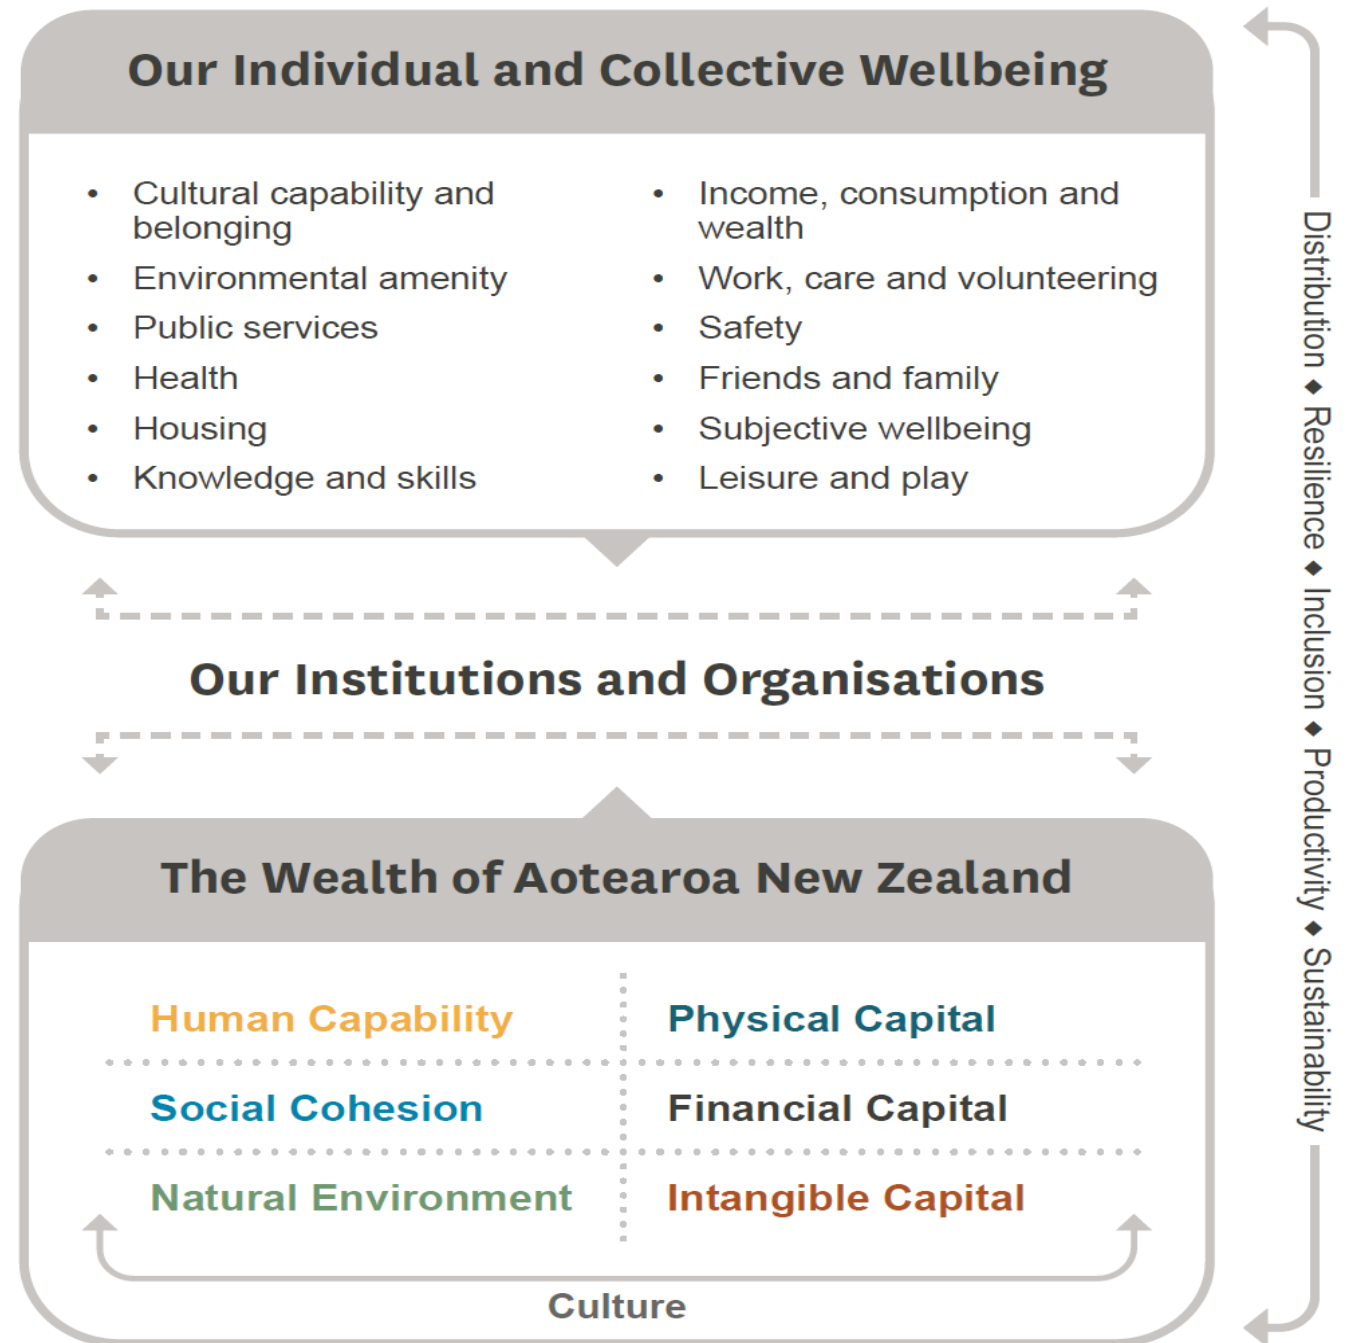 Our Individual and Collective Wellbeing
• Cultural capability and
belonging
• Environmental amenity
• Public services
• Health
• Housing
• Knowledge and skills
• Income, consumption and
wealth
• Work, care and volunteering
• Safety
• Friends and family
• Subjective wellbeing
• Leisure and play
Our Institutions and Organisations
The Wealth of Aotearoa New Zealand
Human Capability
Physical Capital
Social Cohesion
Financial Capital
Natural Environment
Intangible Capital
Culture
Distribution ◆ Resilience ◆ Inclusion ◆ Productivity ◆ Sustainability